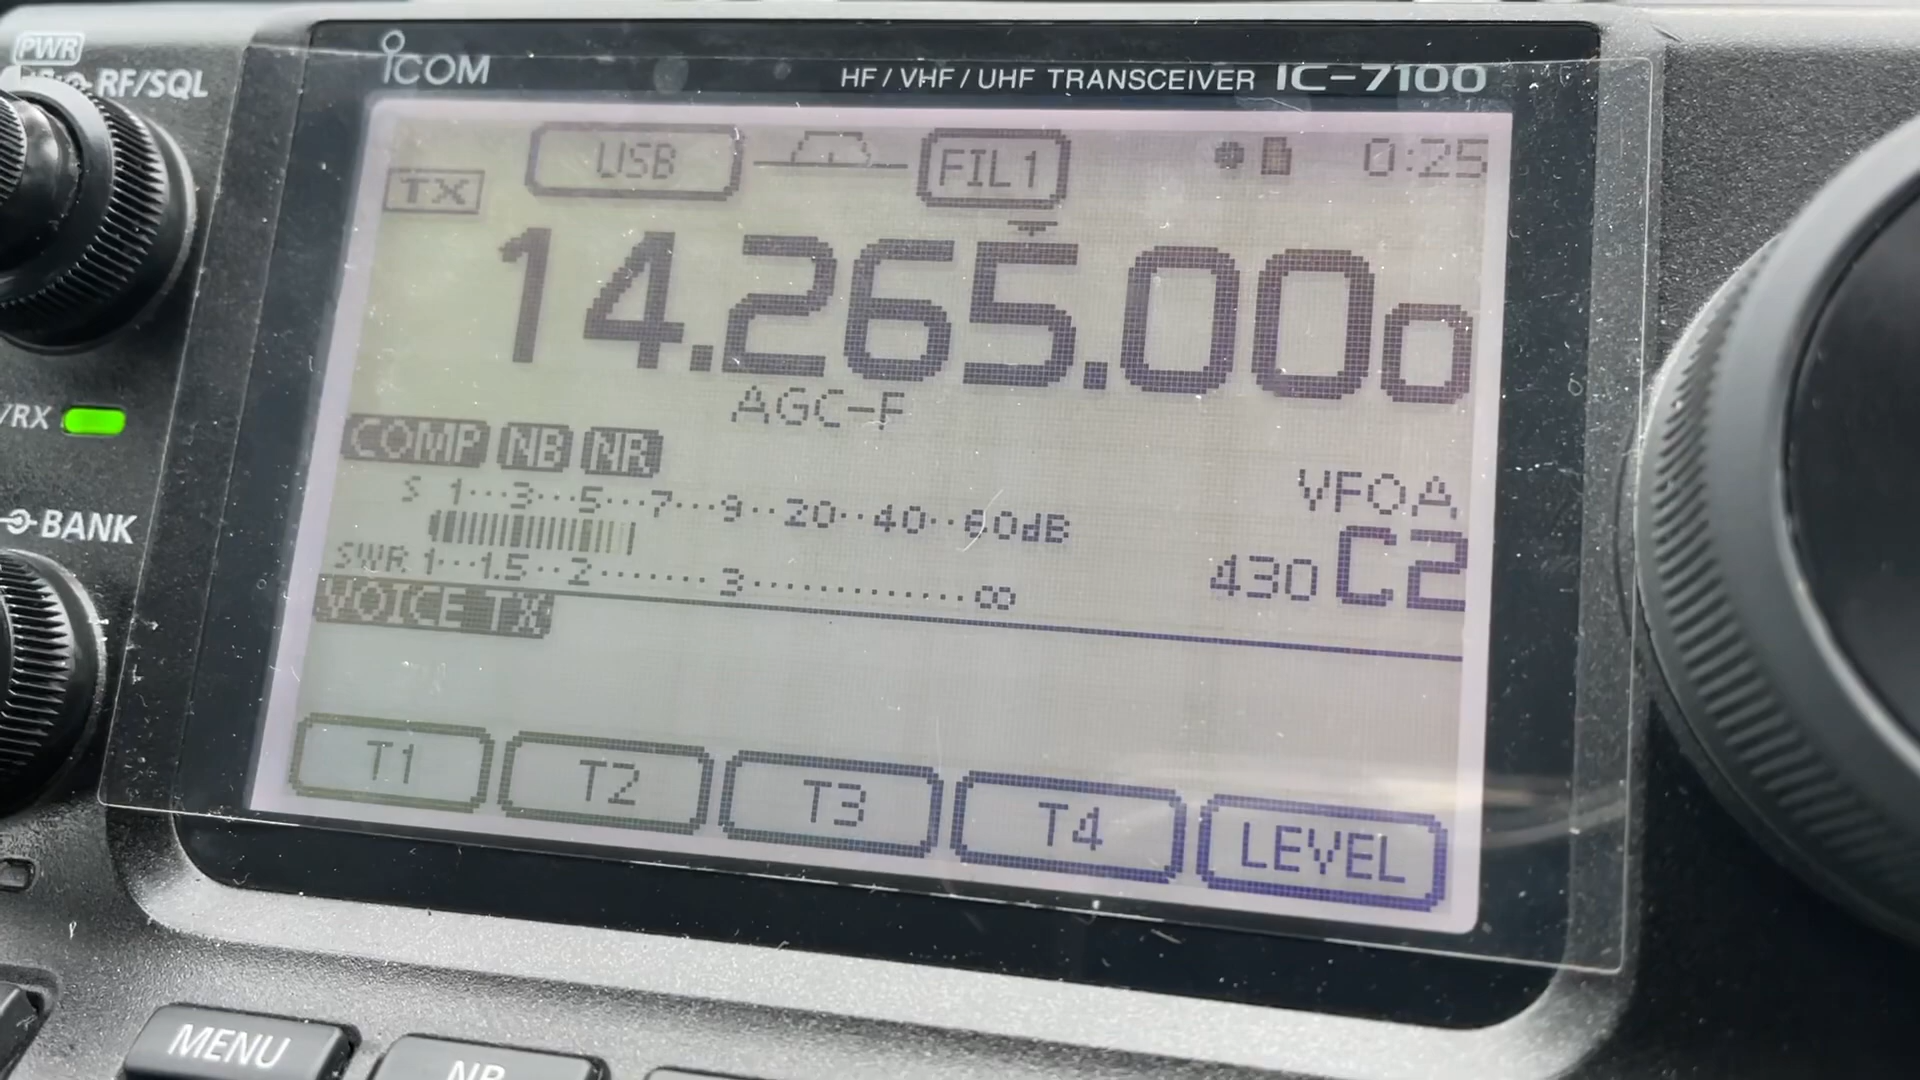 PWR
RF/SQL
ICOM
HF / VHF / UHF TRANSCEIVER IC-7100
USB FIL1 0:25
TX
14.265.000
AGC-F
/RX
COMP NB NR
S 1···3···5···7···9··20··40··60dB
VFOA
BANK
SWR 1···1.5··2·······3············∞
430 C2
VOICE TX
T1 T2 T3 T4 LEVEL
MENU